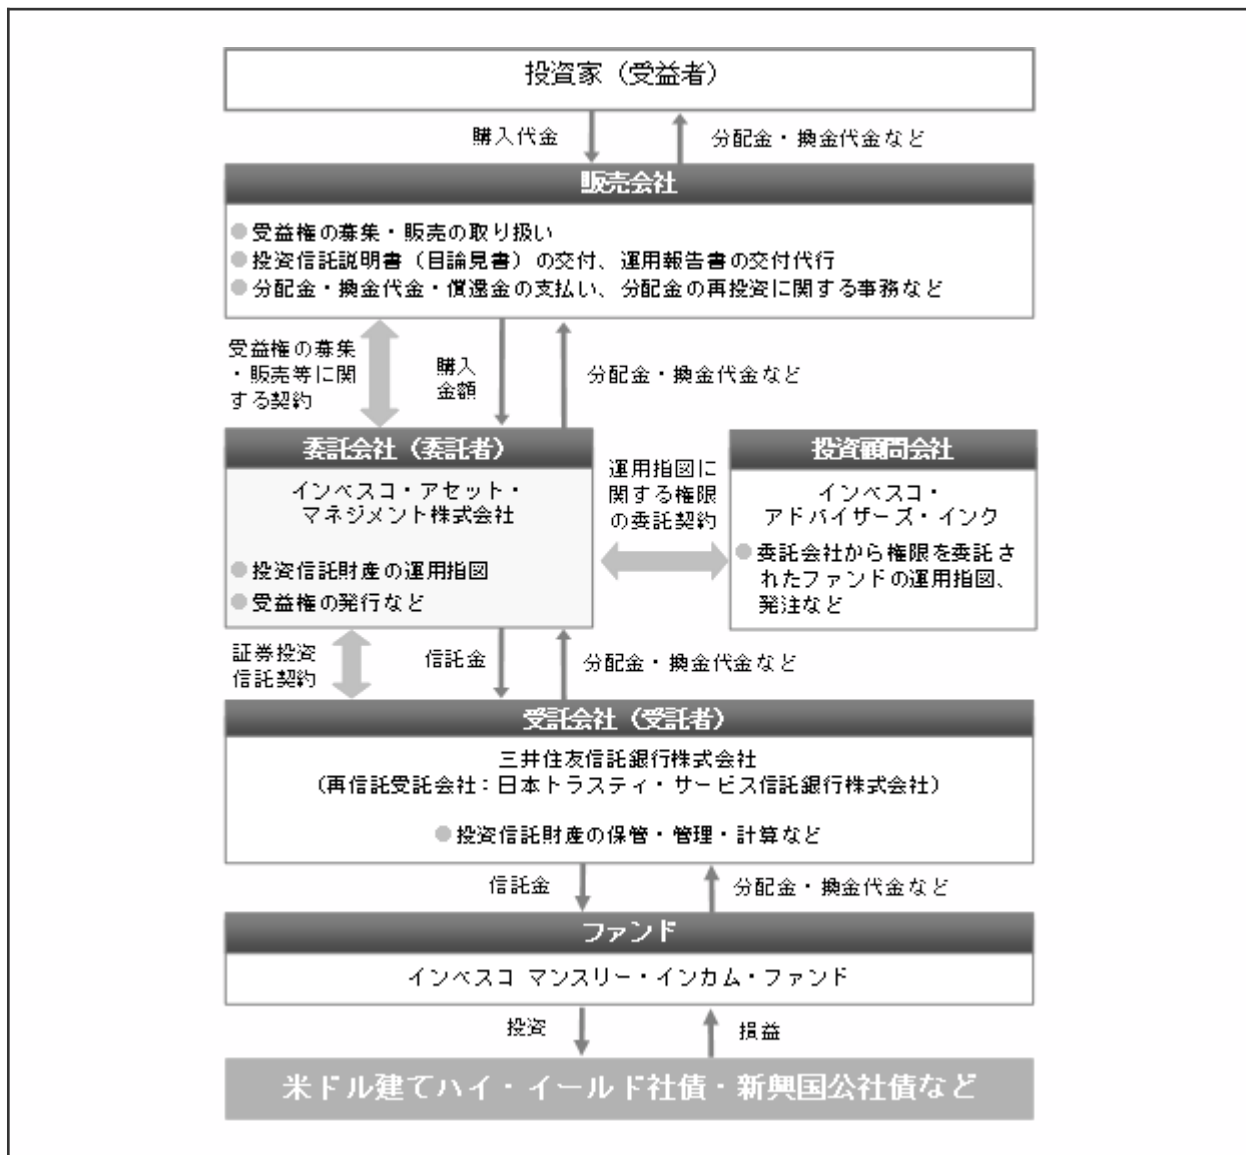 投資家（受益者）
購入代金
分配金・換金代金など
販売会社
●受益権の募集・販売の取り扱い
●投資信託説明書（目論見書）の交付、運用報告書の交付代行
●分配金・換金代金・償還金の支払い、分配金の再投資に関する事務など
受益権の募集
・販売等に関
する契約
購入
金額
分配金・換金代金など
委託会社（委託者）
インベスコ・アセット・
マネジメント株式会社
●投資信託財産の運用指図
●受益権の発行など
運用指図に
関する権限
の委託契約
投資顧問会社
インベスコ・
アドバイザーズ・インク
●委託会社から権限を委託さ
れたファンドの運用指図、
発注など
証券投資
信託契約
信託金
分配金・換金代金など
受託会社（受託者）
三井住友信託銀行株式会社
（再信託受託会社：日本トラスティ・サービス信託銀行株式会社）
●投資信託財産の保管・管理・計算など
信託金
分配金・換金代金など
ファンド
インベスコ マンスリー・インカム・ファンド
投資
損益
米ドル建てハイ・イールド社債・新興国公社債など